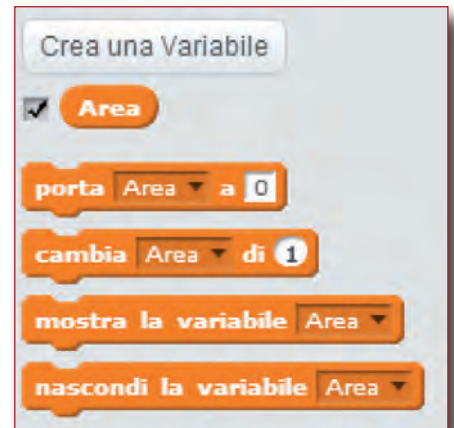 Crea una Variabile
Area
porta Area a 0
cambia Area di 1
mostra la variabile Area
nascondi la variabile Area